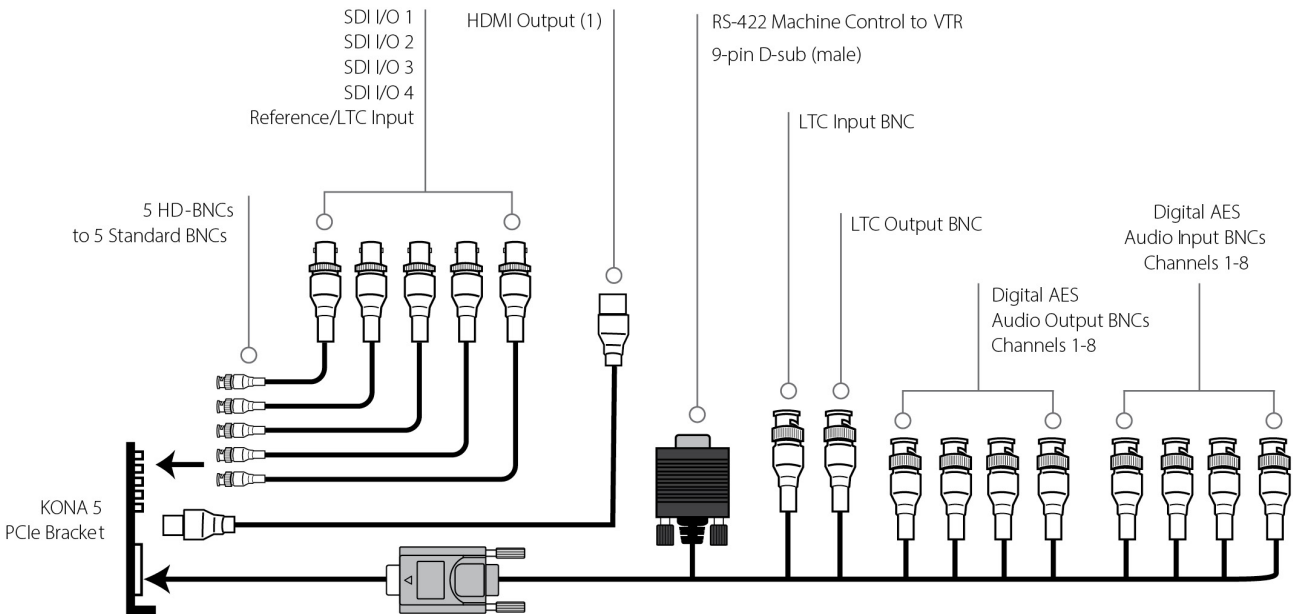 SDI I/O 1
SDI I/O 2
SDI I/O 3
SDI I/O 4
Reference/LTC Input
HDMI Output (1)
RS-422 Machine Control to VTR
9-pin D-sub (male)
LTC Input BNC
5 HD-BNCs
to 5 Standard BNCs
LTC Output BNC
Digital AES
Audio Input BNCs
Channels 1-8
Digital AES
Audio Output BNCs
Channels 1-8
KONA 5
PCIe Bracket